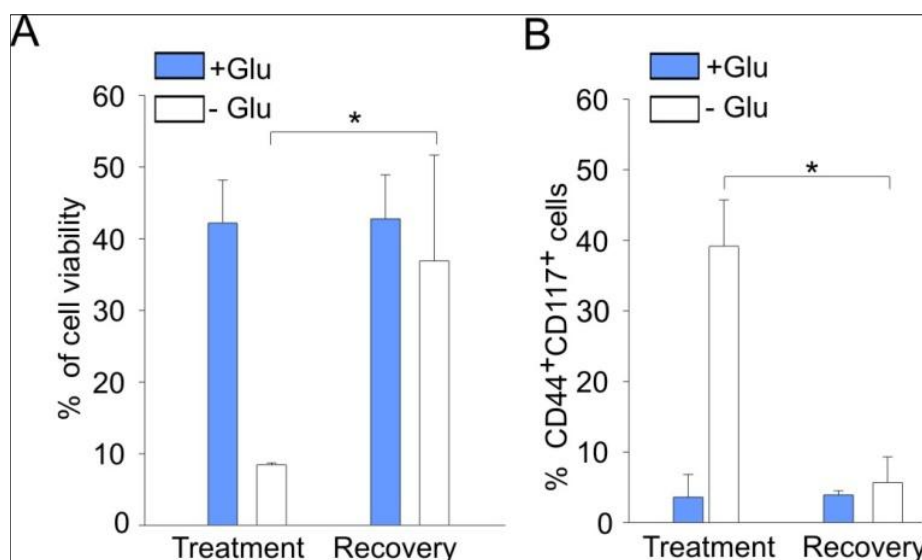 A
+Glu
- Glu
60
50
40
30
20
10
0
% of cell viability
*
Treatment Recovery
B
+Glu
- Glu
60
50
40
30
20
10
0
% CD44⁺CD117⁺ cells
*
Treatment Recovery